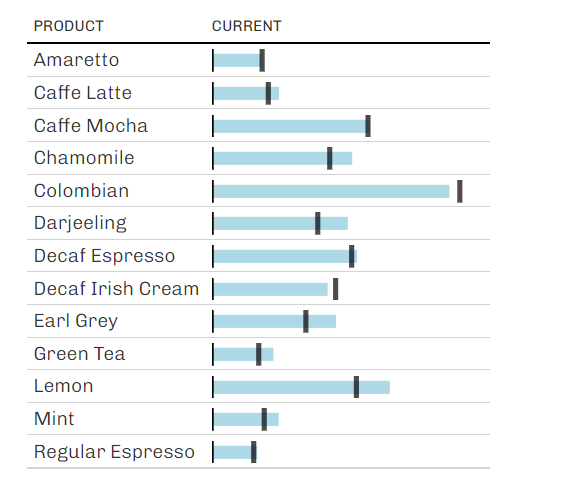 PRODUCT CURRENT
Amaretto
Caffe Latte
Caffe Mocha
Chamomile
Colombian
Darjeeling
Decaf Espresso
Decaf Irish Cream
Earl Grey
Green Tea
Lemon
Mint
Regular Espresso